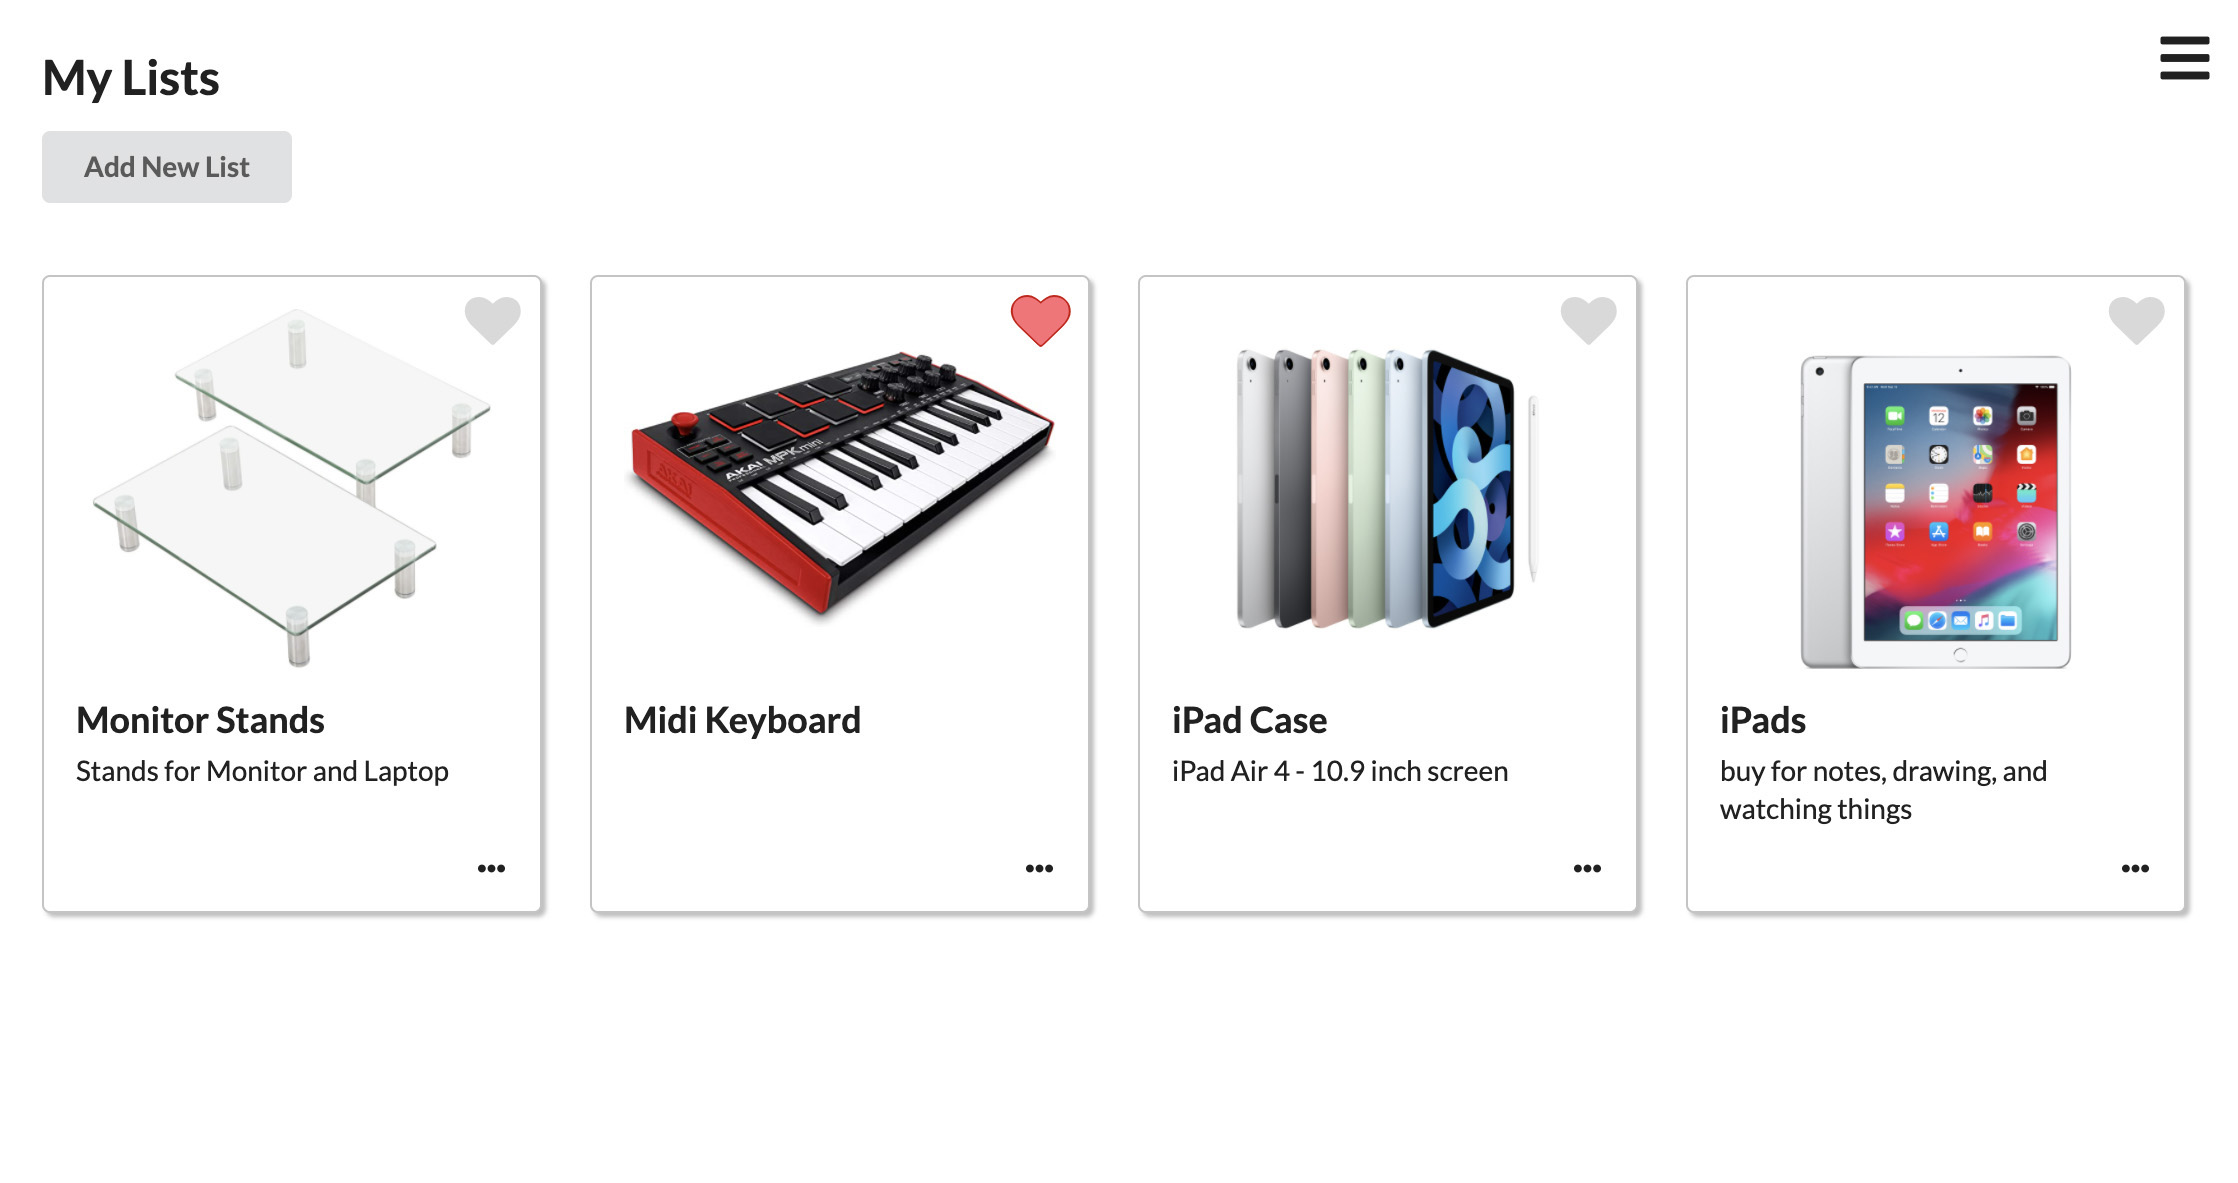 My Lists
Add New List
AKAI MPK mini
AKAI
Monitor Stands
Stands for Monitor and Laptop
Midi Keyboard
iPad Case
iPad Air 4 - 10.9 inch screen
iPads
buy for notes, drawing, and
watching things